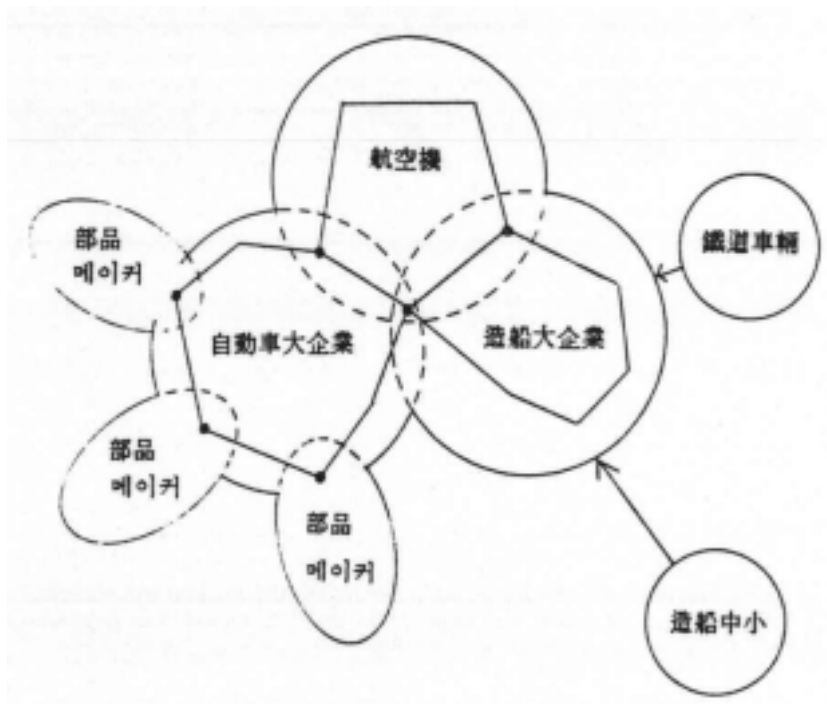 航空機
部品
메이커
鐵道車輛
自動車大企業
造船大企業
部品
메이커
部品
메이커
造船中小